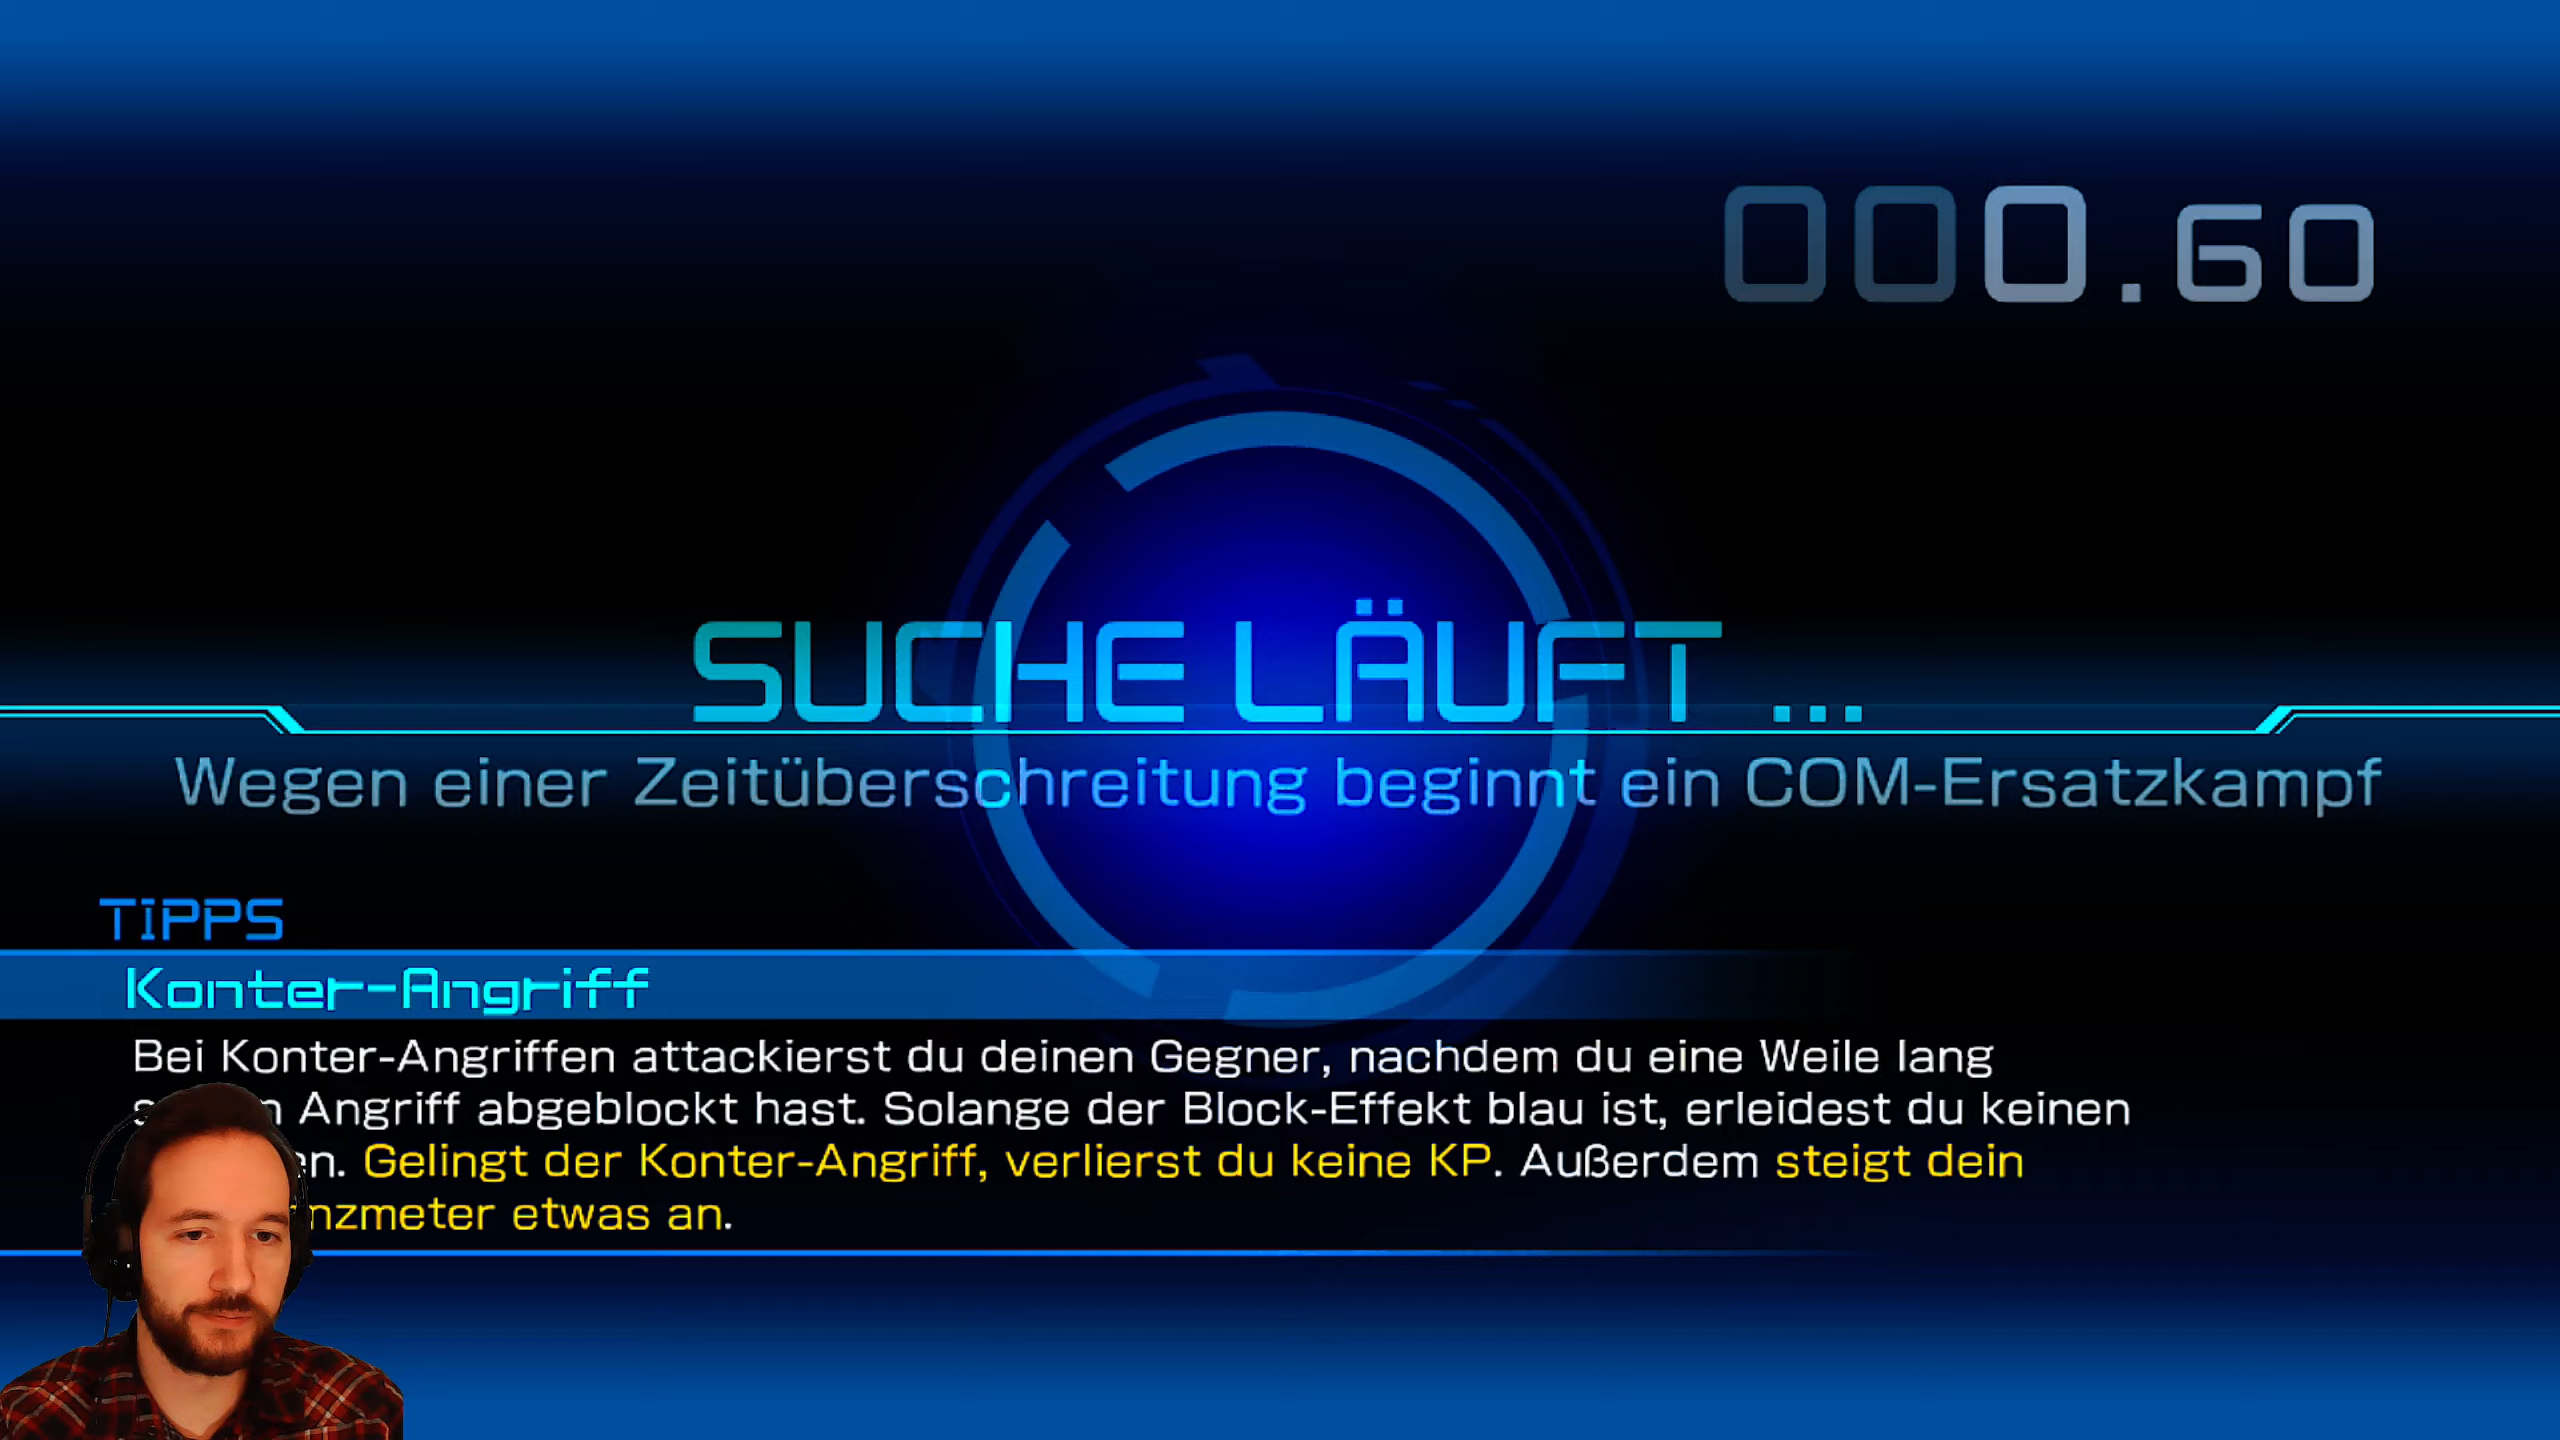 000.60
SUCHE LÄUFT ...
Wegen einer Zeitüberschreitung beginnt ein COM-Ersatzkampf
TIPPS
Konter-Angriff
Bei Konter-Angriffen attackierst du deinen Gegner, nachdem du eine Weile lang
Angriff abgeblockt hast. Solange der Block-Effekt blau ist, erleidest du keinen
Gelingt der Konter-Angriff, verlierst du keine KP. Außerdem steigt dein
etwas an.